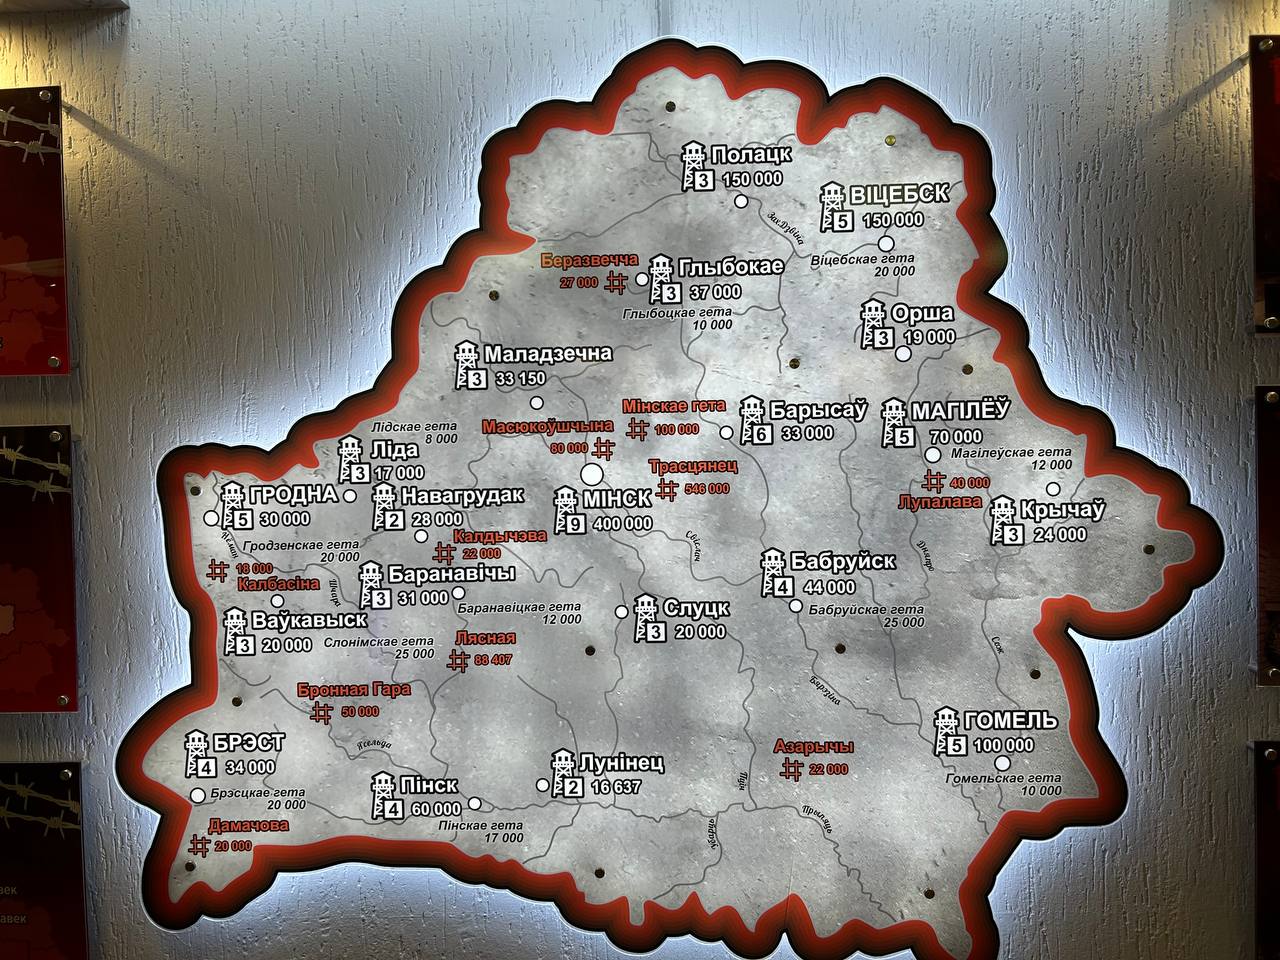 Полацк
3 150 000
ВІЦЕБСК
5 150 000
Зах.Дзвіна
Віцебскае гета
20 000
Беразвечча
27 000
Глыбокае
3 37 000
Глыбоцкае гета
10 000
Орша
3 19 000
Маладзечна
3 33 150
Мінскае гета
100 000
Барысаў
6 33 000
МАГІЛЁЎ
5 70 000
Магілеўскае гета
12 000
40 000
Лупалава
Масюкоўшчына
80 000
Лідскае гета
8 000
Ліда
3 17 000
Трасцянец
546 000
ГРОДНА
5 30 000
Навагрудак
2 28 000
МІНСК
9 400 000
Крычаў
3 24 000
Гродзенскае гета
20 000
Нёман
Калдычэва
22 000
Свіслач
Дняпро
18 000
Калбасіна
Шчара
Баранавічы
3 31 000
Баранавіцкае гета
12 000
Бабруйск
4 44 000
Бабруйскае гета
25 000
Ваўкавыск
3 20 000
Слонімскае гета
25 000
Слуцк
3 20 000
Лясная
88 407
Сож
Бронная Гара
50 000
Бярэзіна
ГОМЕЛЬ
5 100 000
Гомельскае гета
10 000
БРЭСТ
4 34 000
Брэсцкае гета
20 000
Ясельда
Лунінец
2 16 637
Азарычы
22 000
Пінск
4 60 000
Пінскае гета
17 000
Пціч
Прыпяць
Дамачова
20 000
век
авек